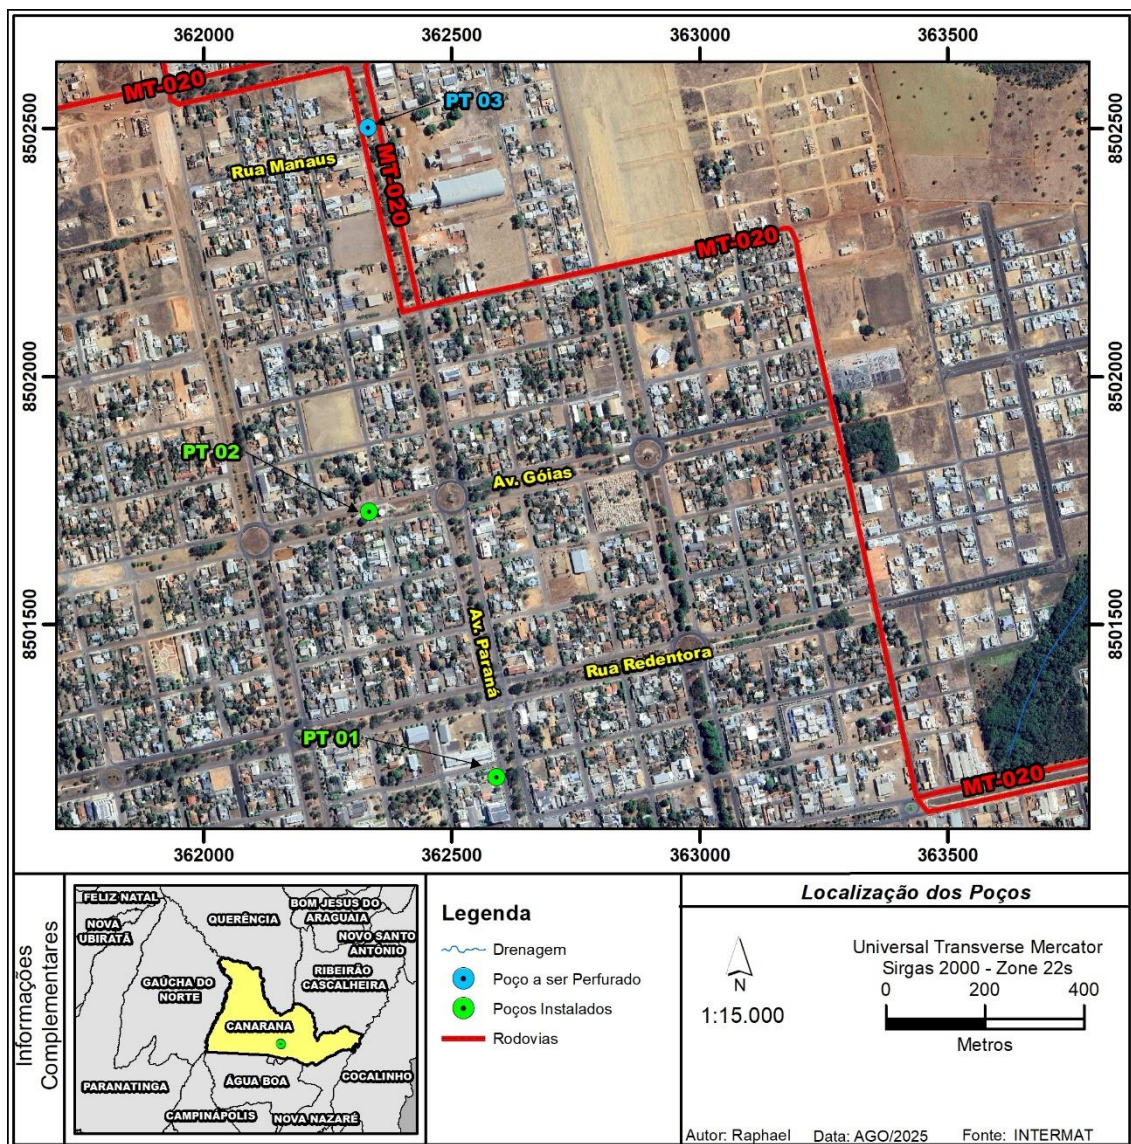 362000
362500
363000
363500
MT-020
PT 03
8502500
8502500
Rua Manaus
MT-020
MT-020
8502000
8502000
PT 02
Av. Góias
8501500
8501500
Av. Paraná
Rua Redentora
PT 01
MT-020
362000
362500
363000
363500
Informações
Complementares
FELIZ NATAL
NOVA
UBIRATÃ
QUERÊNCIA
BOM JESUS DO
ARAGUAIA
NOVO SANTO
ANTÔNIO
GAÚCHA DO
NORTE
RIBEIRÃO
CASCALHEIRA
CANARANA
PARANATINGA
ÁGUA BOA
COCALINHO
CAMPINÁPOLIS
NOVA NAZARÉ
Legenda
Drenagem
Poço a ser Perfurado
Poços Instalados
Rodovias
Localização dos Poços
N
1:15.000
Universal Transverse Mercator
Sirgas 2000 - Zone 22s
0 200 400
Metros
Autor: Raphael Data: AGO/2025 Fonte: INTERMAT